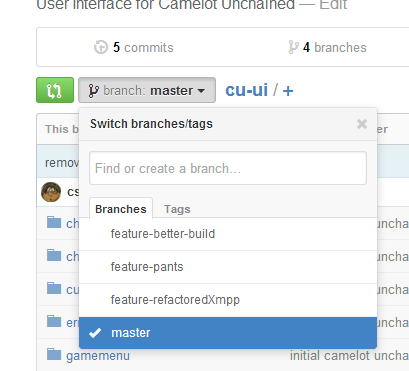 User Interface for Camelot Unchained — Edit
5 commits
4 branches
branch: master
cu-ui / +
This b
er
Switch branches/tags
Find or create a branch...
remov
Branches
Tags
cs
feature-better-build
ch
uncha
feature-pants
ch
uncha
feature-refactoredXmpp
cu
uncha
master
er
uncha
gamemenu
initial camelot uncha